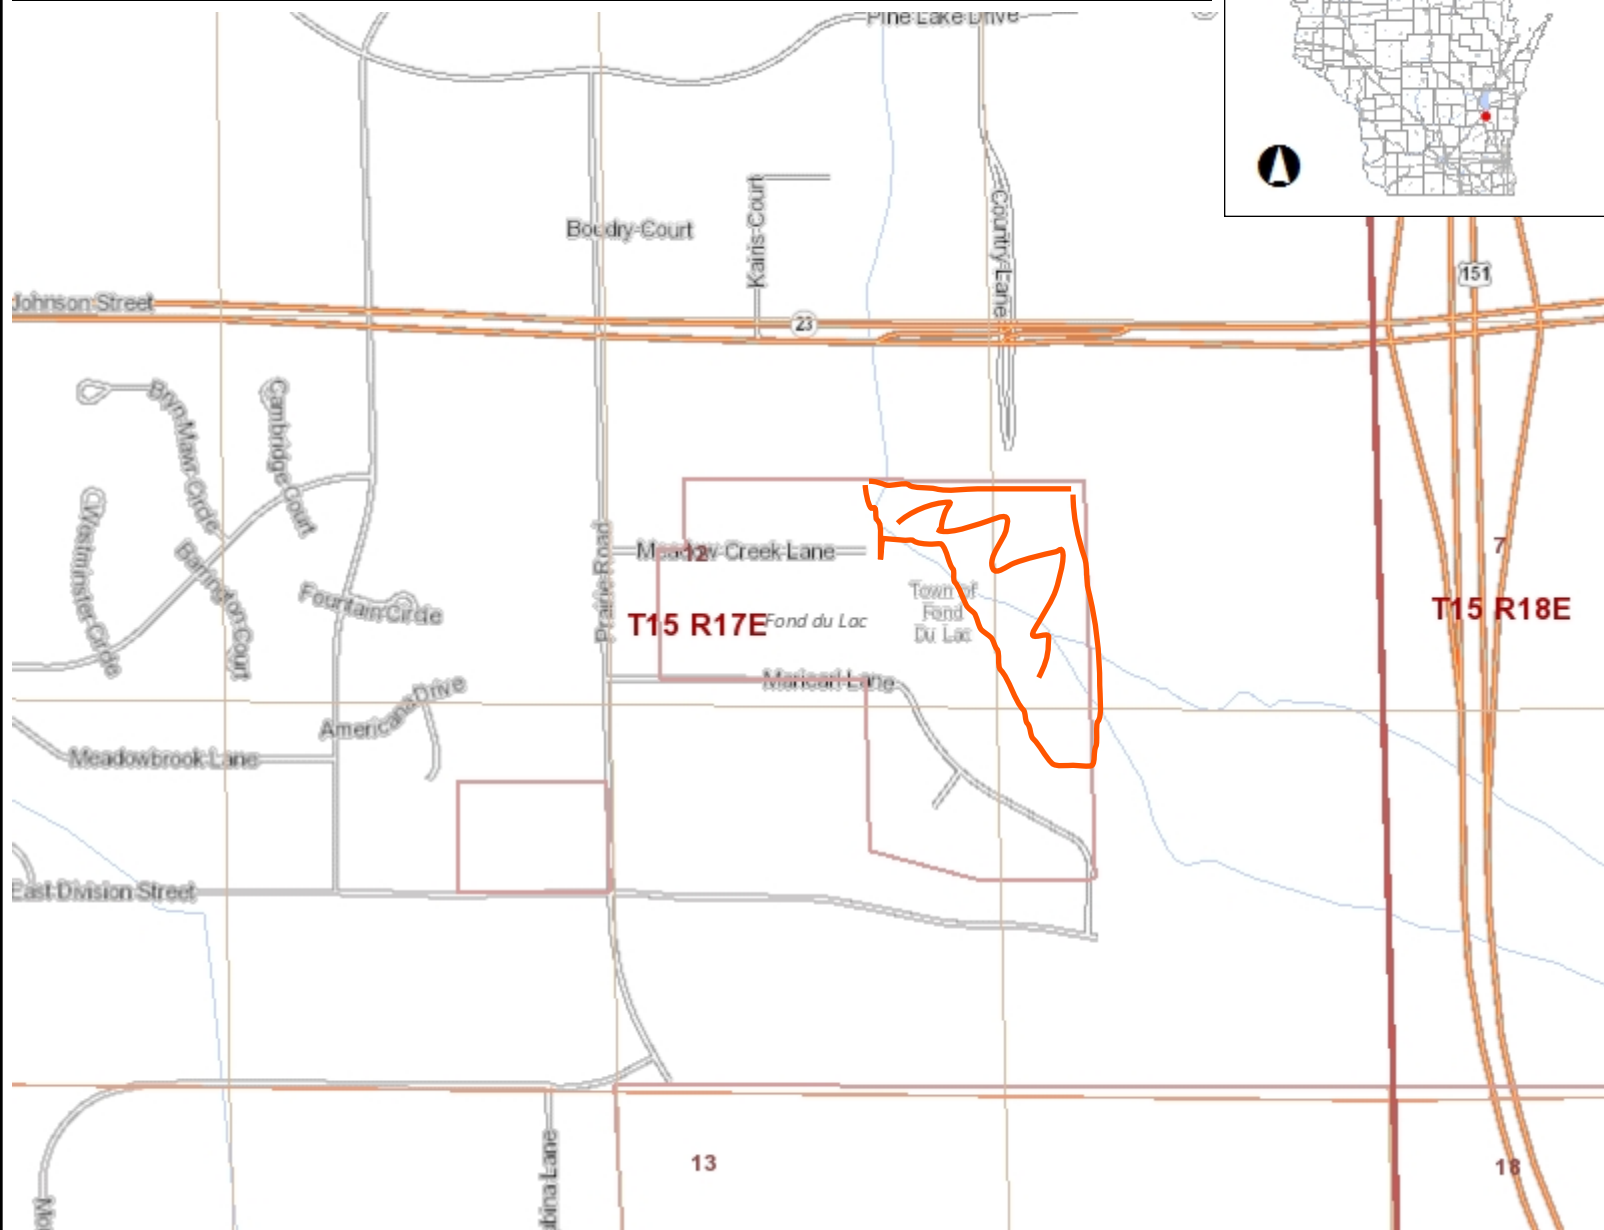 Pine Lake Drive
151
Boudry Court
Kairis Court
Country Lane
Johnson Street
23
Bryn Mawr Circle
Cambridge Court
Westminster Circle
Barrington Court
Fountain Circle
Prairie Road
Meadow Creek Lane
12
7
Town of
Fond
Du Lac
T15 R17E
Fond du Lac
T15 R18E
Americana Drive
Maricarl Lane
Meadowbrook Lane
East Division Street
13
18